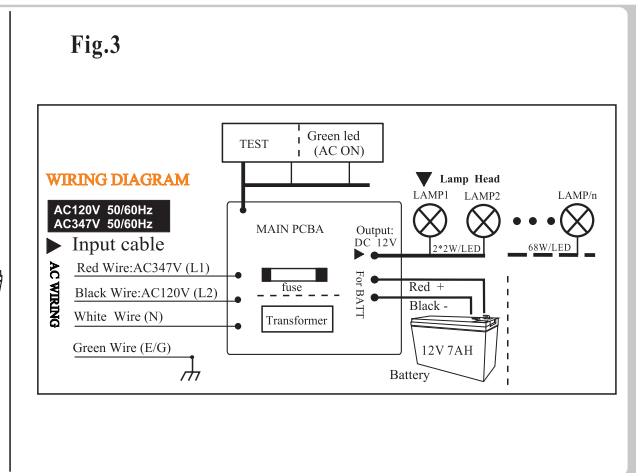 Fig.3
TEST
Green led
(AC ON)
WIRING DIAGRAM
AC120V 50/60Hz
AC347V 50/60Hz
Input cable
AC WIRING
Red Wire:AC347V (L1)
Black Wire:AC120V (L2)
White Wire (N)
Green Wire (E/G)
MAIN PCBA
fuse
Transformer
Output:
DC 12V
For BATT
Lamp Head
LAMP1
LAMP2
LAMP/n
2*2W/LED
68W/LED
Red +
Black -
12V 7AH
Battery